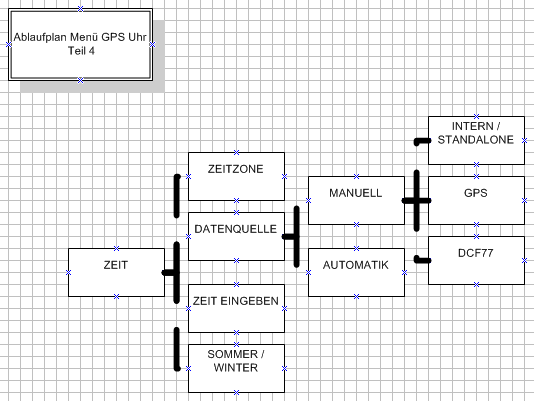 Ablaufplan Menü GPS Uhr
Teil 4
ZEIT
ZEITZONE
DATENQUELLE
ZEIT EINGEBEN
SOMMER /
WINTER
MANUELL
AUTOMATIK
INTERN /
STANDALONE
GPS
DCF77